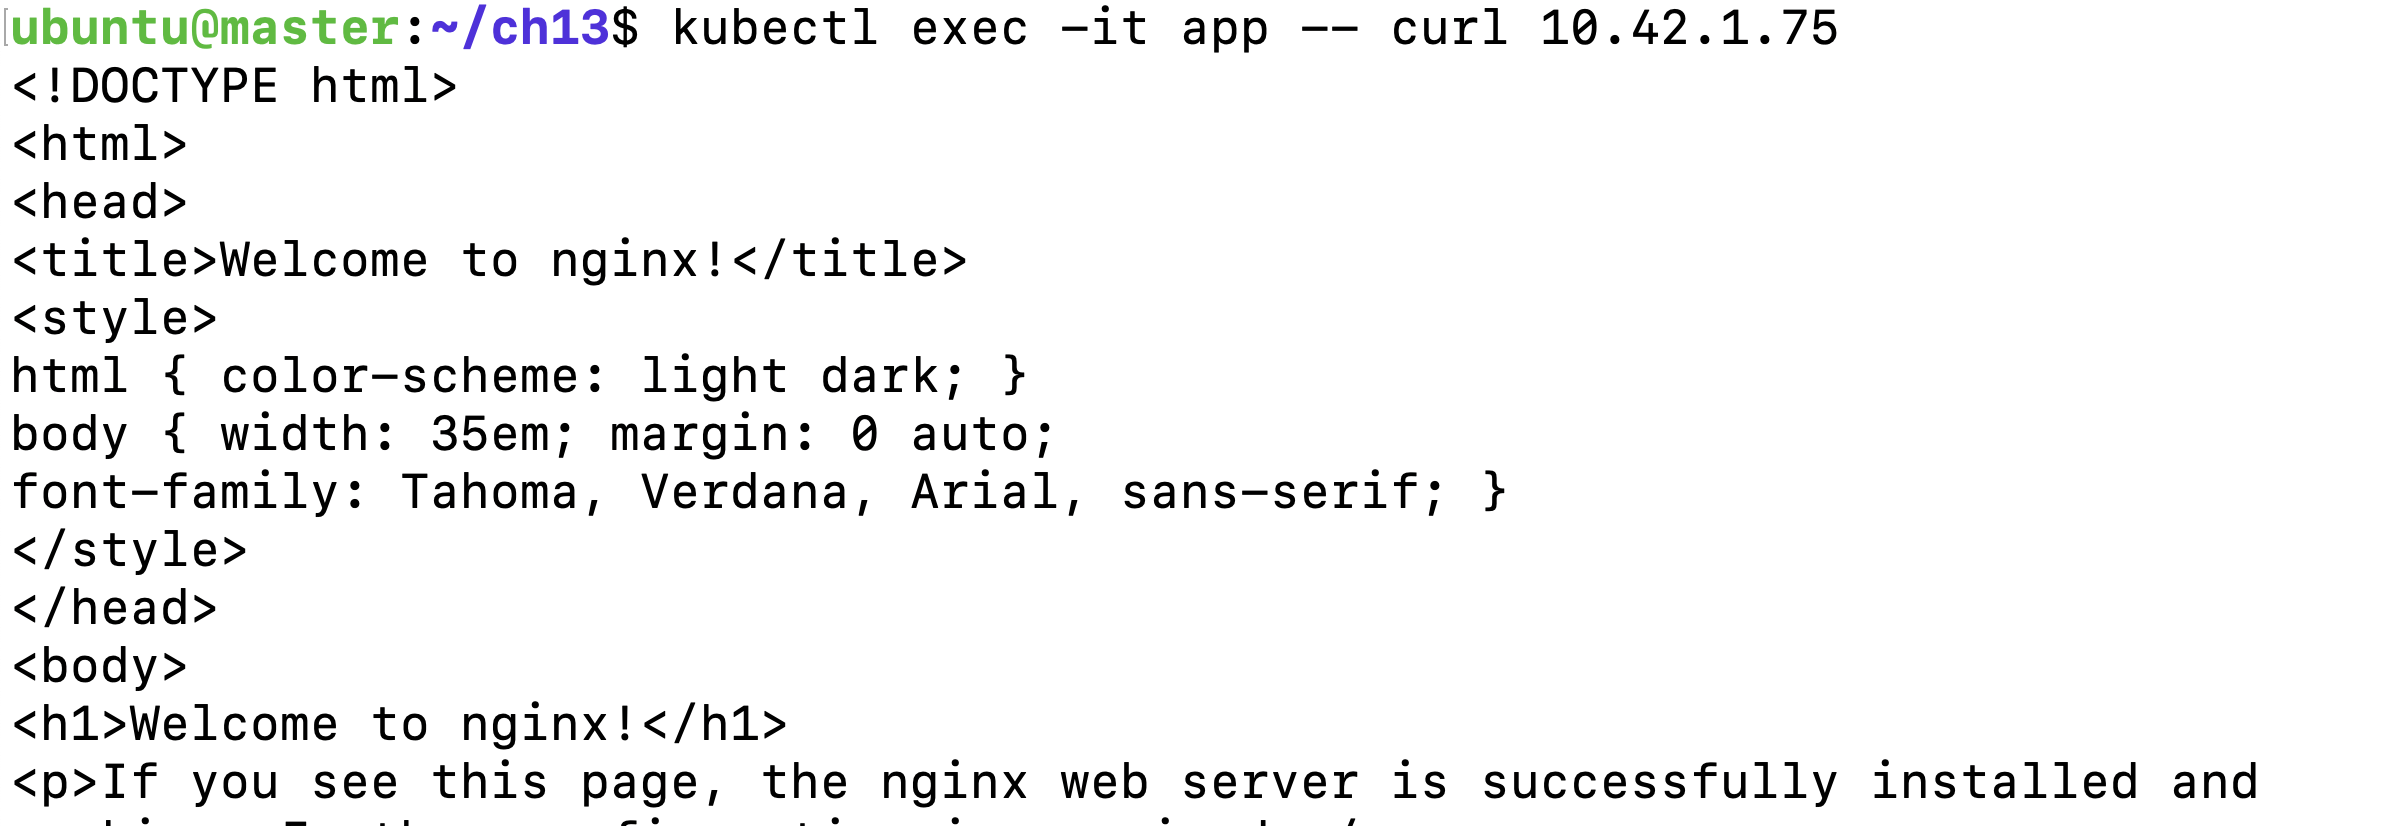 ubuntu@master:~/ch13$ kubectl exec -it app -- curl 10.42.1.75
<!DOCTYPE html>
<html>
<head>
<title>Welcome to nginx!</title>
<style>
html { color-scheme: light dark; }
body { width: 35em; margin: 0 auto;
font-family: Tahoma, Verdana, Arial, sans-serif; }
</style>
</head>
<body>
<h1>Welcome to nginx!</h1>
<p>If you see this page, the nginx web server is successfully installed and